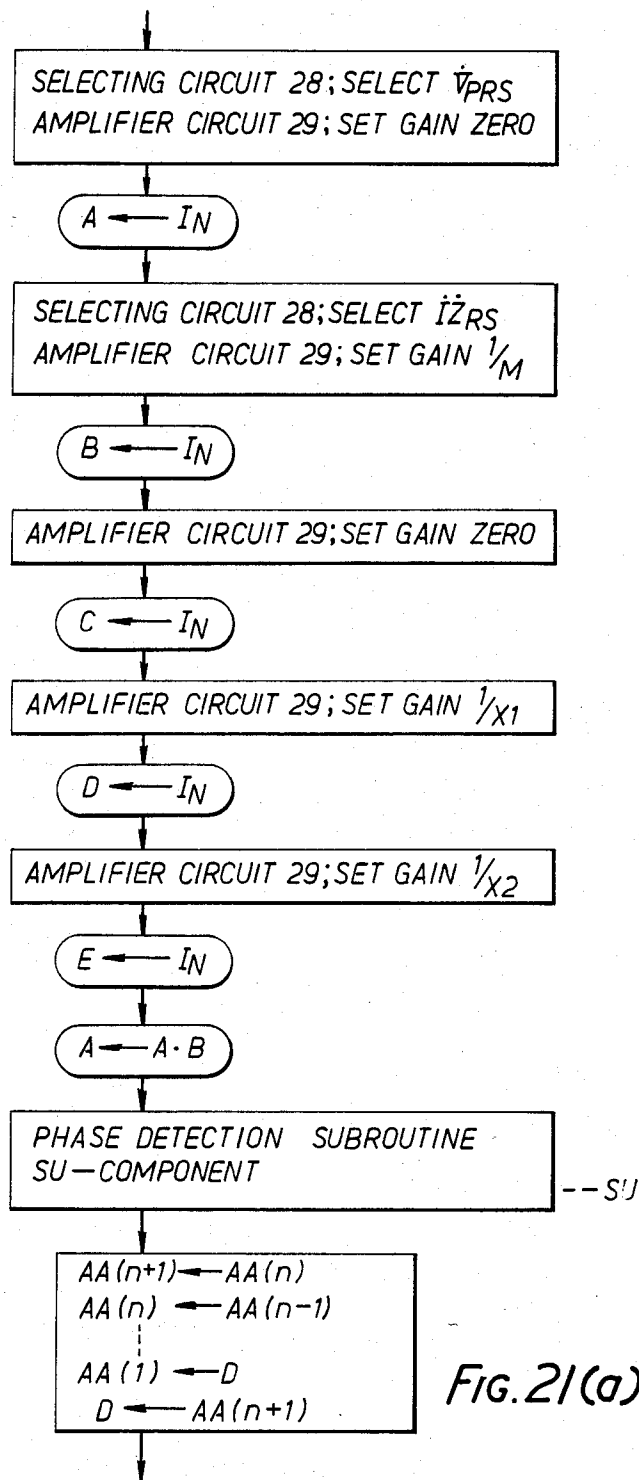 SELECTING CIRCUIT 28; SELECT V̇PRS
AMPLIFIER CIRCUIT 29; SET GAIN ZERO
A ← IN
SELECTING CIRCUIT 28; SELECT İŻRS
AMPLIFIER CIRCUIT 29; SET GAIN 1/M
B ← IN
AMPLIFIER CIRCUIT 29; SET GAIN ZERO
C ← IN
AMPLIFIER CIRCUIT 29; SET GAIN 1/X1
D ← IN
AMPLIFIER CIRCUIT 29; SET GAIN 1/X2
E ← IN
A ← A·B
PHASE DETECTION SUBROUTINE
SU-COMPONENT
--SU
AA(n+1) ← AA(n)
AA(n) ← AA(n-1)
AA(1) ← D
D ← AA(n+1)
FIG.21(a)